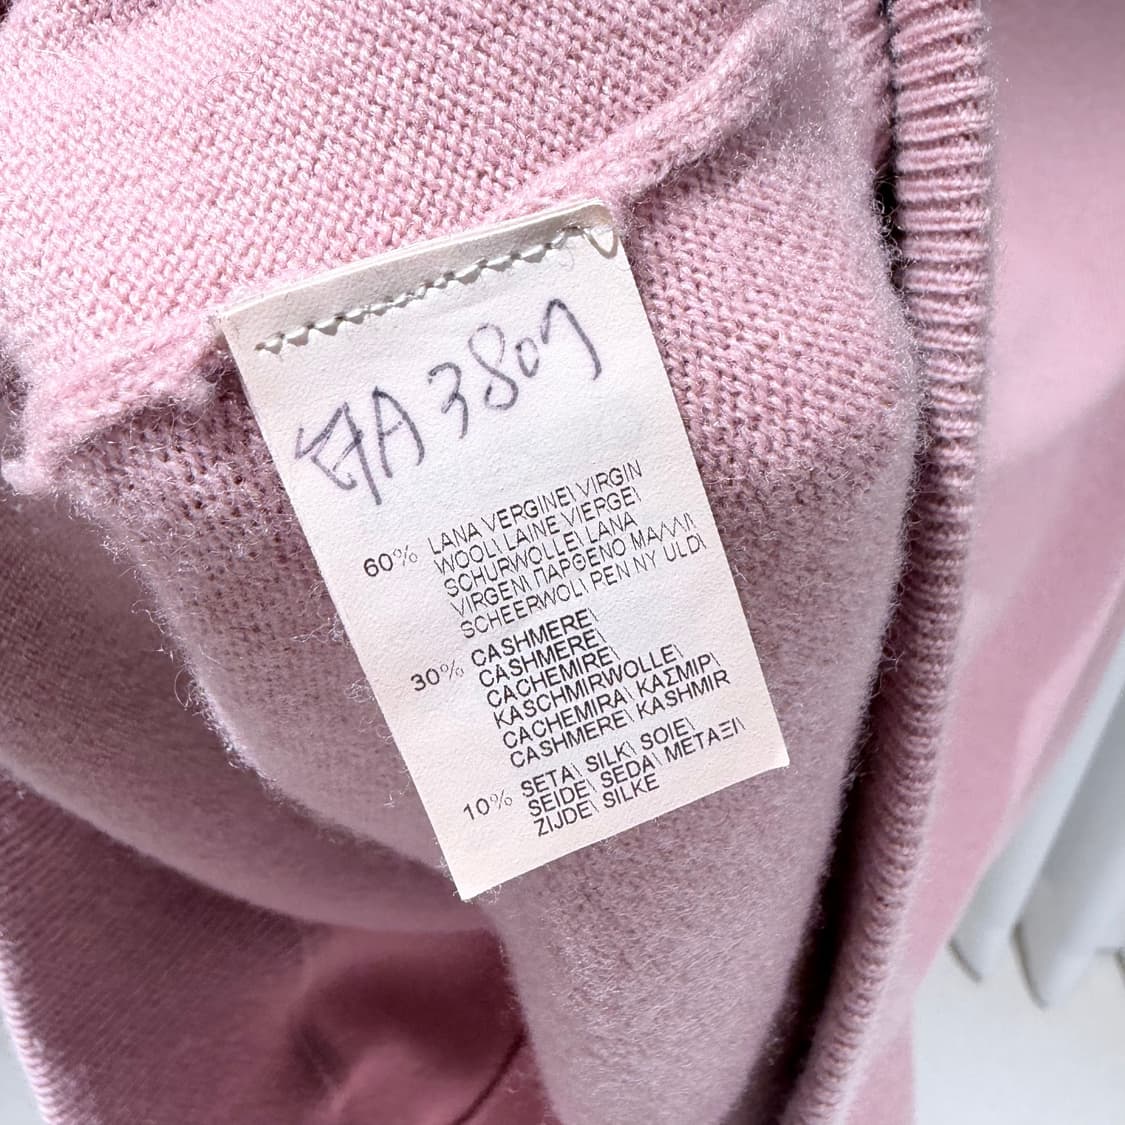 A 3809
60% LANA VERGINE\ VIRGIN
WOOL\ LAINE VIERGE\
SCHURWOLLE\ LANA
VIRGEN\ ΠΑΡΘΕΝΟ ΜΑΛΛΙ\
SCHEERWOL\ REN NY ULD\
30% CASHMERE\
CASHMERE\
CACHEMIRE\
KASCHMIRWOLLE\
CACHEMIRA\ ΚΑΣΜΙΡ\
CASHMERE\ KASHMIR
10% SETA\ SILK\ SOIE\
SEIDE\ SEDA\ ΜΕΤΑΞΙ\
ZIJDE\ SILKE